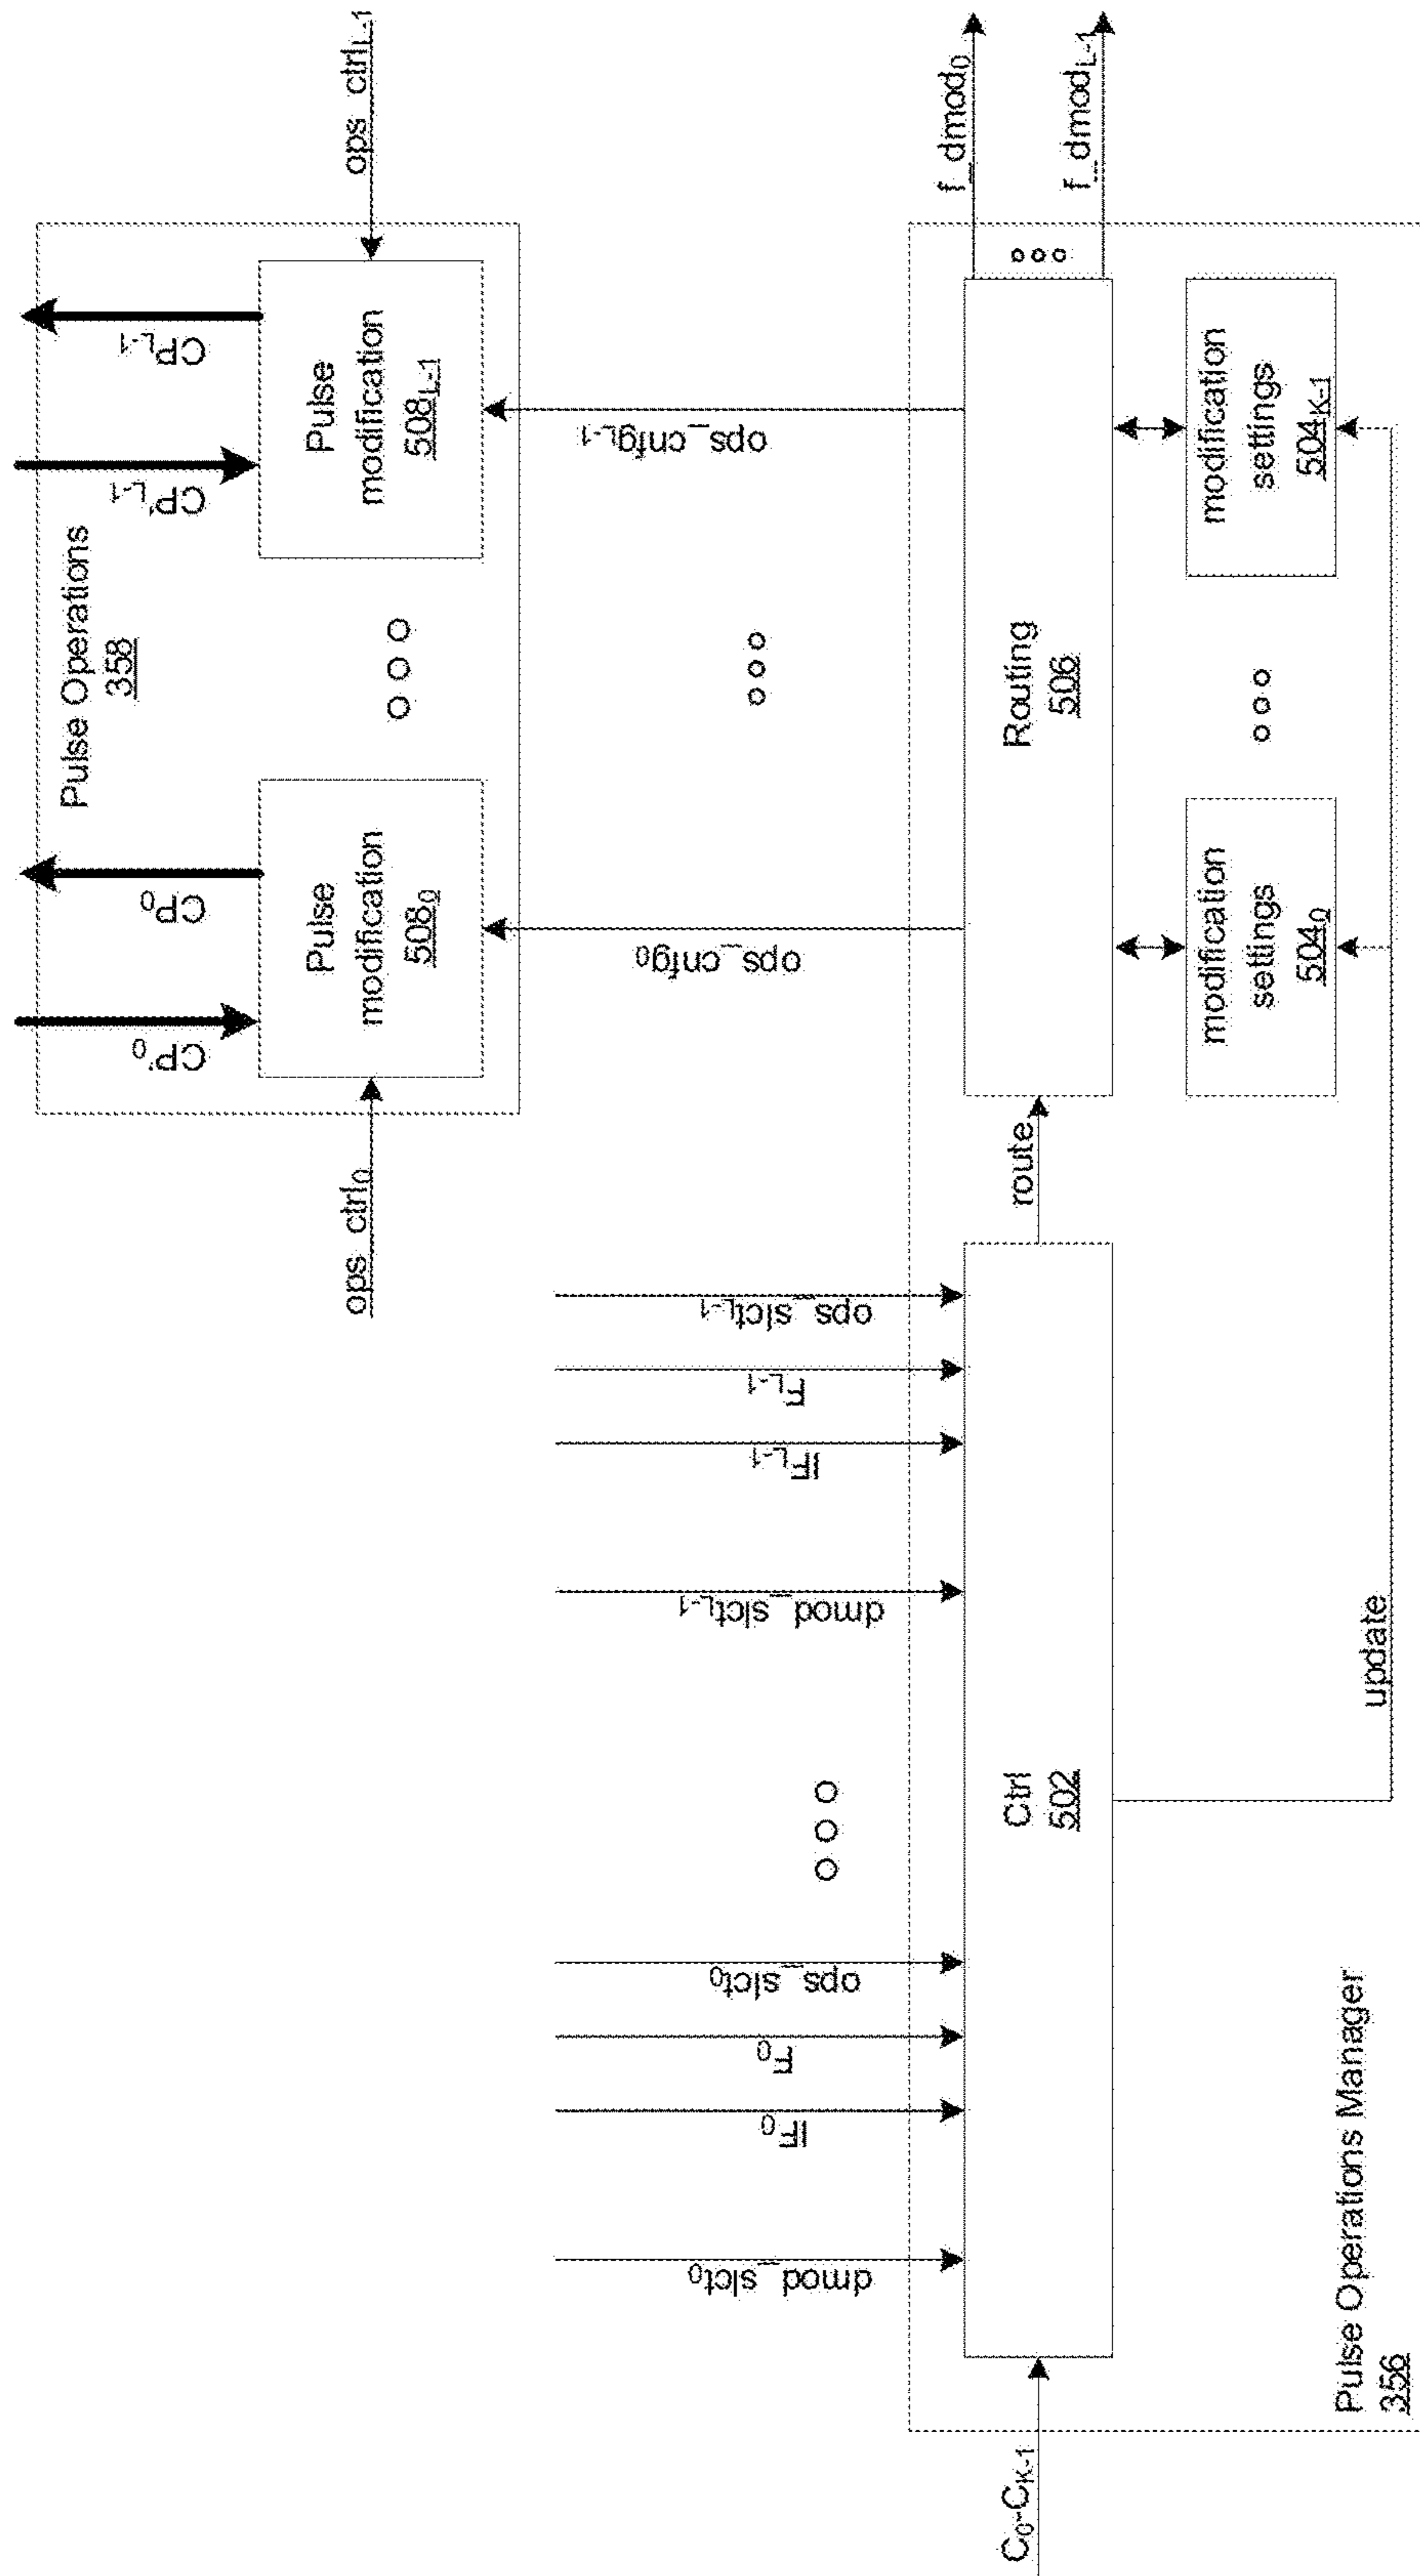 Pulse Operations
358
CP'₀
CP₀
CP'L-1
CPL-1
ops_ctrl₀
Pulse
modification
508₀
Pulse
modification
508L-1
ops_ctrlL-1
ops_cnfg₀
ops_cnfgL-1
dmod_slct₀
IF₀
F₀
ops_slct₀
dmod_slctL-1
IFL-1
FL-1
ops_slctL-1
C₀-CK-1
Ctrl
502
route
Routing
506
f_dmod₀
f_dmodL-1
modification
settings
504₀
modification
settings
504K-1
update
Pulse Operations Manager
356